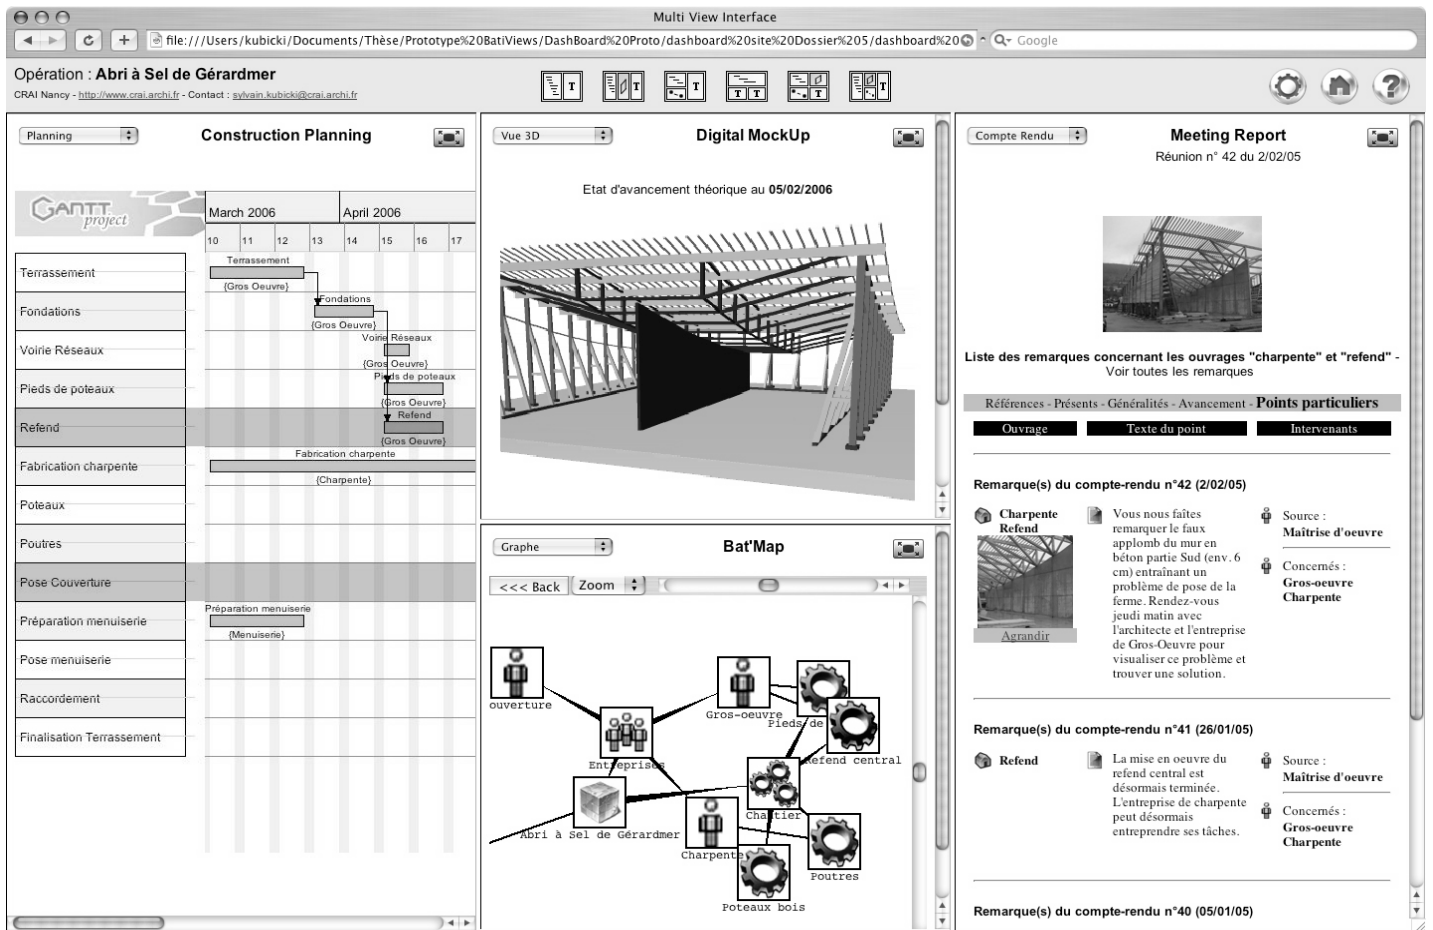 Multi View Interface
file:///Users/kubicki/Documents/Thèse/Prototype%20BatiViews/DashBoard%20Proto/dashboard%20site%20Dossier%205/dashboard%20
Google
Opération : Abri à Sel de Gérardmer
CRAI Nancy - http://www.crai.archi.fr - Contact : sylvain.kubicki@crai.archi.fr
T
T
T
T T
T
T
Planning
Construction Planning
GANTT
project
March 2006
April 2006
10 11 12 13 14 15 16 17
Terrassement
Terrassement
{Gros Oeuvre}
Fondations
Fondations
{Gros Oeuvre}
Voirie Réseaux
Voirie Réseaux
{Gros Oeuvre}
Pieds de poteaux
Pieds de poteaux
{Gros Oeuvre}
Refend
Refend
{Gros Oeuvre}
Fabrication charpente
Fabrication charpente
{Charpente}
Poteaux
Poutres
Pose Couverture
Préparation menuiserie
Préparation menuiserie
{Menuiserie}
Pose menuiserie
Raccordement
Finalisation Terrassement
Vue 3D
Digital MockUp
Etat d'avancement théorique au 05/02/2006
Graphe
Bat'Map
<<< Back
Zoom
ouverture
Entreprises
Gros-oeuvre
Pieds de
Refend central
Abri à Sel de Gérardmer
Chantier
Charpente
Poutres
Poteaux bois
Compte Rendu
Meeting Report
Réunion n° 42 du 2/02/05
Liste des remarques concernant les ouvrages "charpente" et "refend" -
Voir toutes les remarques
Références - Présents - Généralités - Avancement - Points particuliers
Ouvrage
Texte du point
Intervenants
Remarque(s) du compte-rendu n°42 (2/02/05)
Charpente
Refend
Agrandir
Vous nous faîtes
remarquer le faux
applomb du mur en
béton partie Sud (env. 6
cm) entraînant un
problème de pose de la
ferme. Rendez-vous
jeudi matin avec
l'architecte et l'entreprise
de Gros-Oeuvre pour
visualiser ce problème et
trouver une solution.
Source :
Maîtrise d'oeuvre
Concernés :
Gros-oeuvre
Charpente
Remarque(s) du compte-rendu n°41 (26/01/05)
Refend
La mise en oeuvre du
refend central est
désormais terminée.
L'entreprise de charpente
peut désormais
entreprendre ses tâches.
Source :
Maîtrise d'oeuvre
Concernés :
Gros-oeuvre
Charpente
Remarque(s) du compte-rendu n°40 (05/01/05)